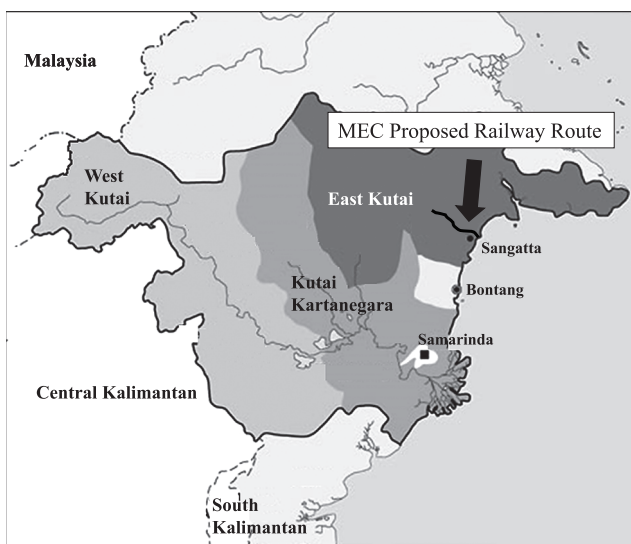 Malaysia
MEC Proposed Railway Route
West
Kutai
East Kutai
Sangatta
Kutai
Kartanegara
Bontang
Samarinda
Central Kalimantan
South
Kalimantan